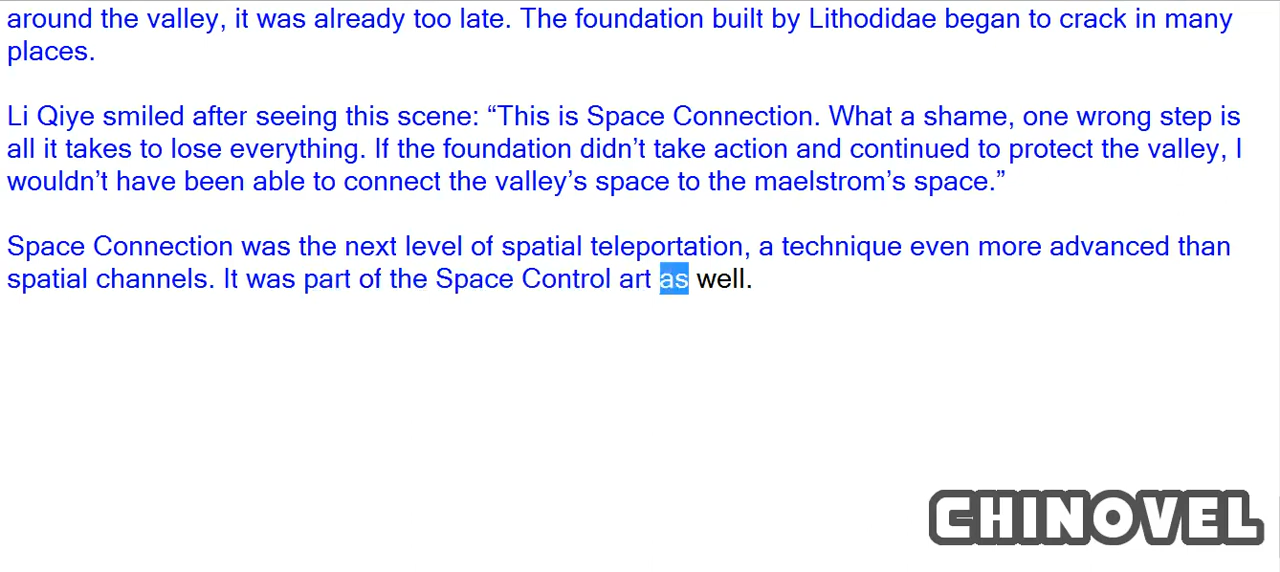 around the valley, it was already too late. The foundation built by Lithodidae began to crack in many
places.
Li Qiye smiled after seeing this scene: “This is Space Connection. What a shame, one wrong step is
all it takes to lose everything. If the foundation didn’t take action and continued to protect the valley, I
wouldn’t have been able to connect the valley’s space to the maelstrom’s space.”
Space Connection was the next level of spatial teleportation, a technique even more advanced than
spatial channels. It was part of the Space Control art as well.
CHINOVEL